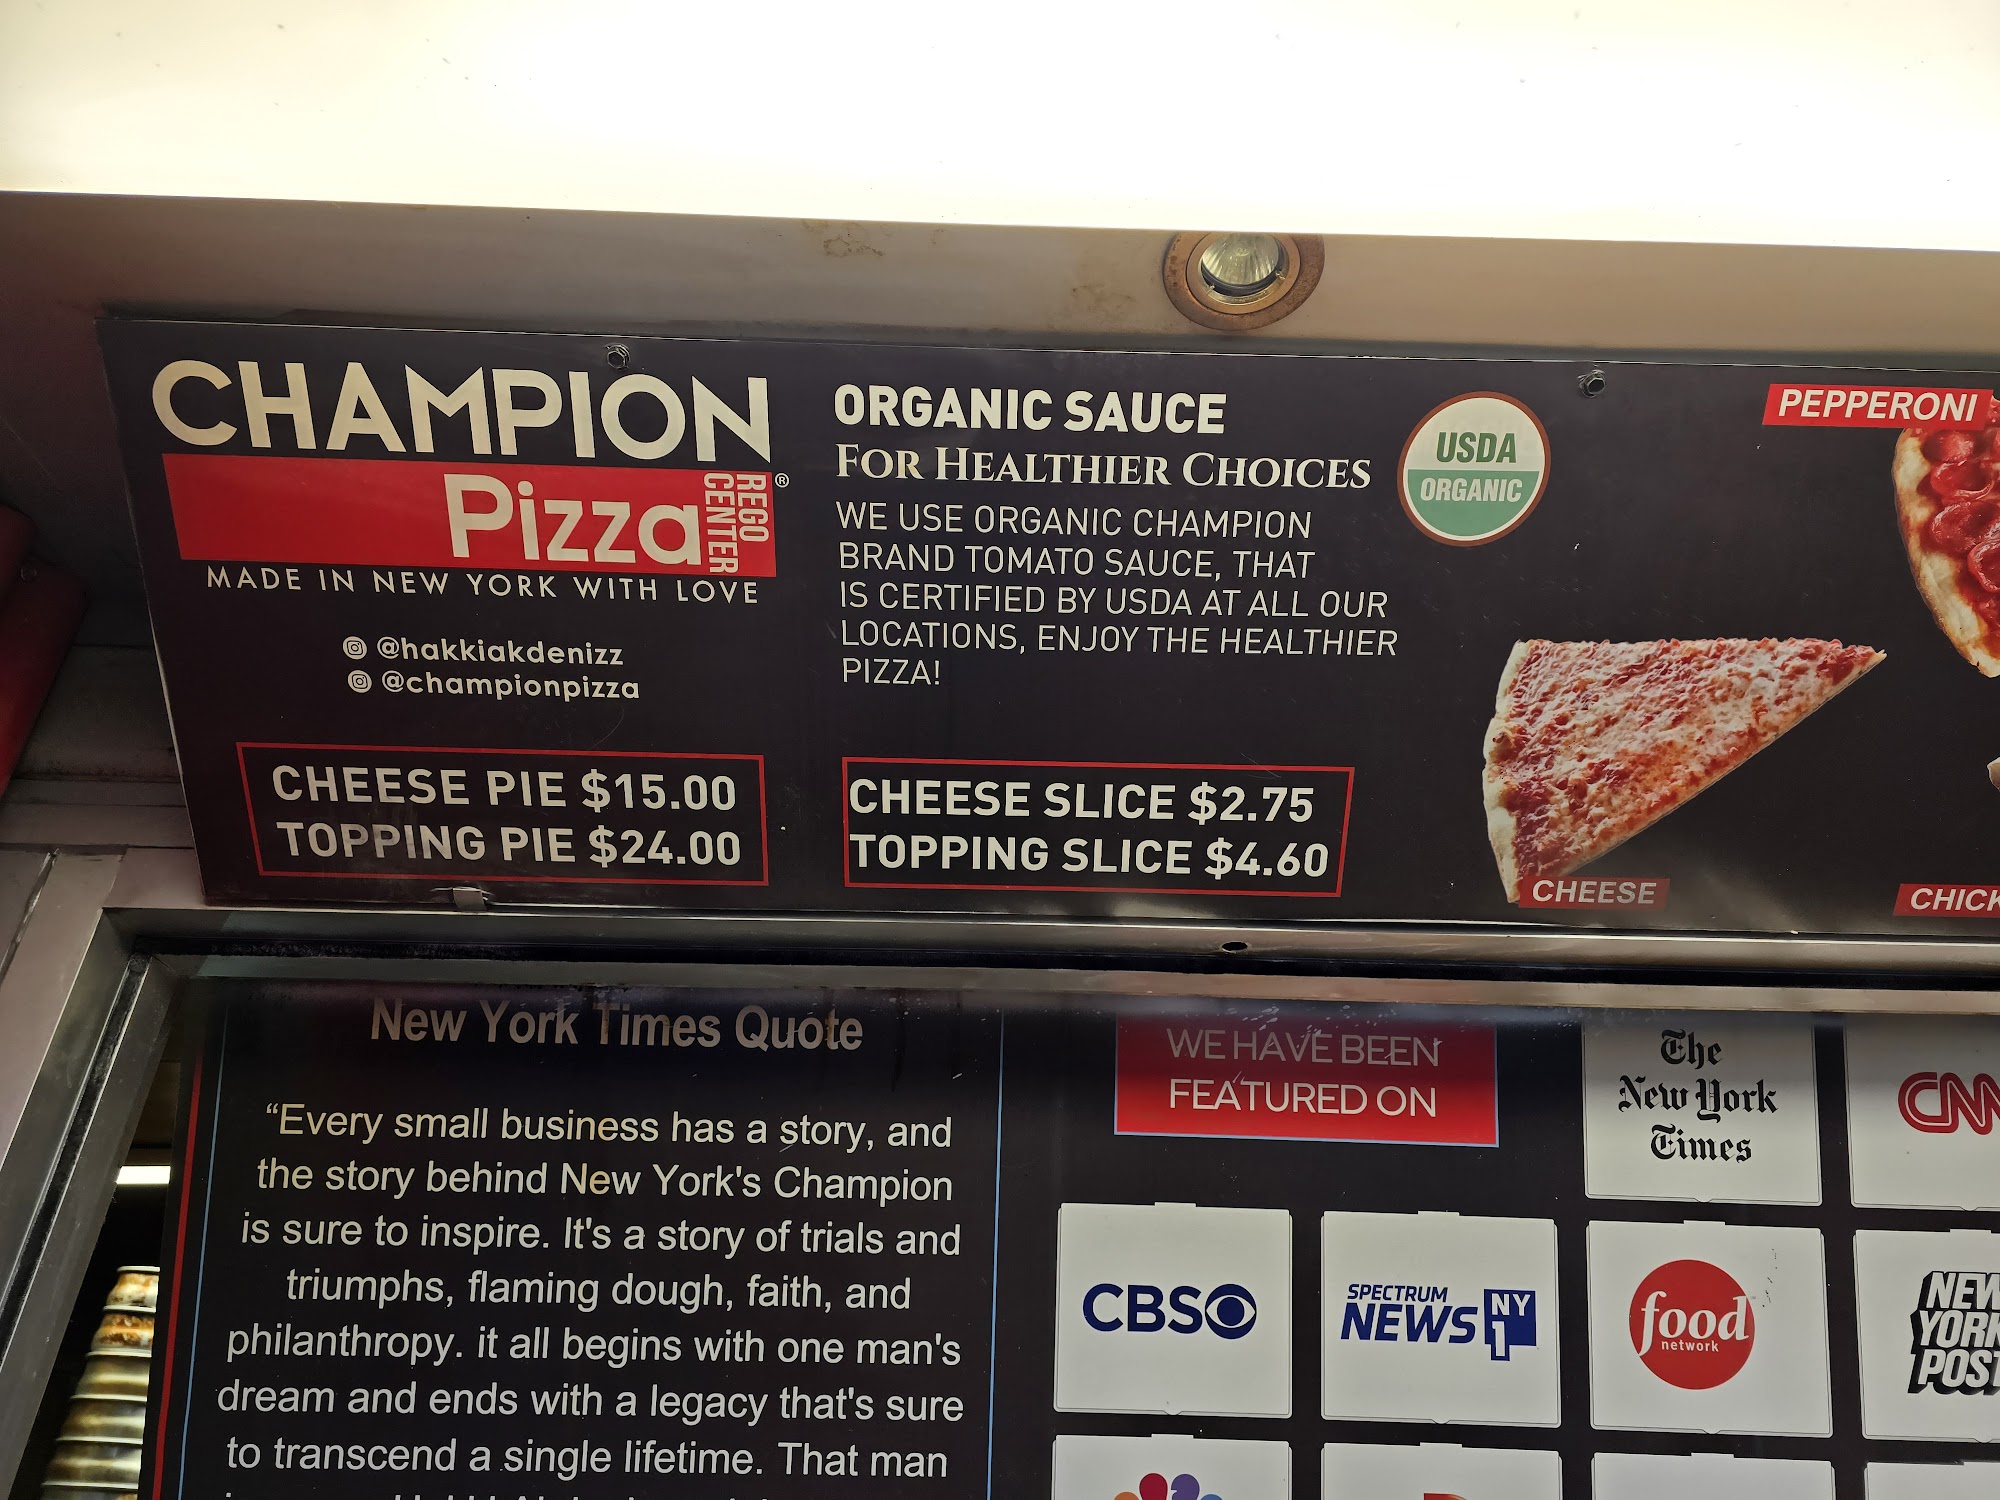 CHAMPION
Pizza
REGO
CENTER
®
MADE IN NEW YORK WITH LOVE
@hakkiakdenizz
@championpizza
CHEESE PIE $15.00
TOPPING PIE $24.00
ORGANIC SAUCE
FOR HEALTHIER CHOICES
WE USE ORGANIC CHAMPION
BRAND TOMATO SAUCE, THAT
IS CERTIFIED BY USDA AT ALL OUR
LOCATIONS, ENJOY THE HEALTHIER
PIZZA!
CHEESE SLICE $2.75
TOPPING SLICE $4.60
USDA
ORGANIC
PEPPERONI
CHEESE
CHICK
New York Times Quote
“Every small business has a story, and
the story behind New York's Champion
is sure to inspire. It's a story of trials and
triumphs, flaming dough, faith, and
philanthropy. it all begins with one man's
dream and ends with a legacy that's sure
to transcend a single lifetime. That man
WE HAVE BEEN
FEATURED ON
The
New York
Times
CNN
CBS
SPECTRUM
NEWS NY
1
food
network
NEW
YORK
POST